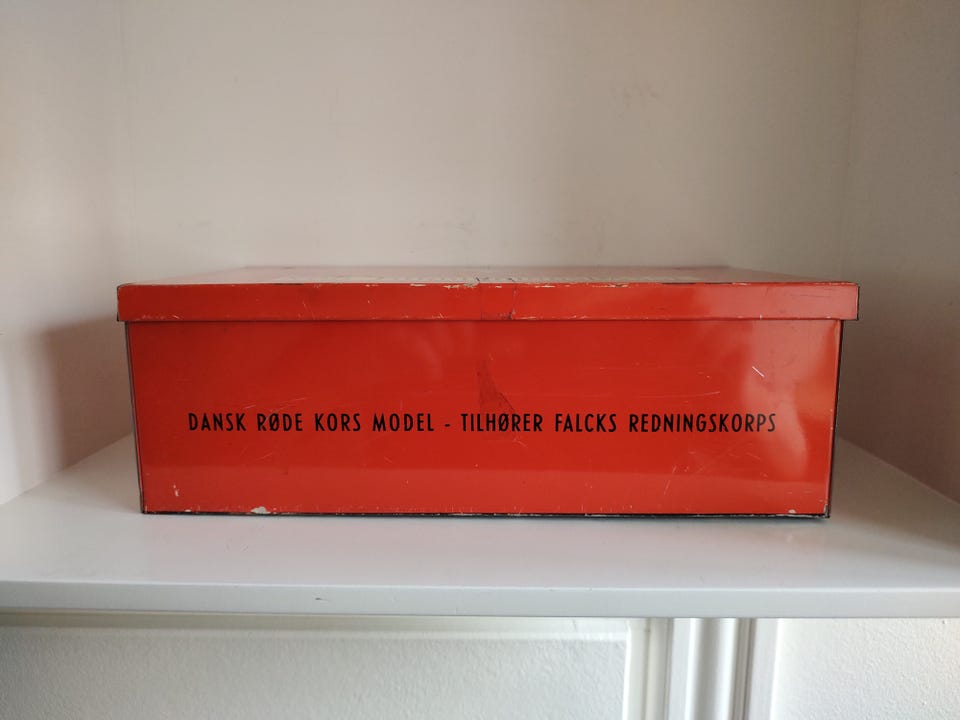 DANSK RØDE KORS MODEL - TILHØRER FALCKS REDNINGSKORPS